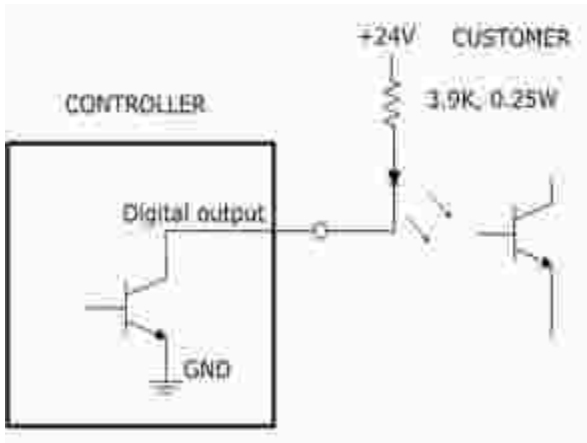 +24V CUSTOMER
3.9K, 0.25W
CONTROLLER
Digital output
GND